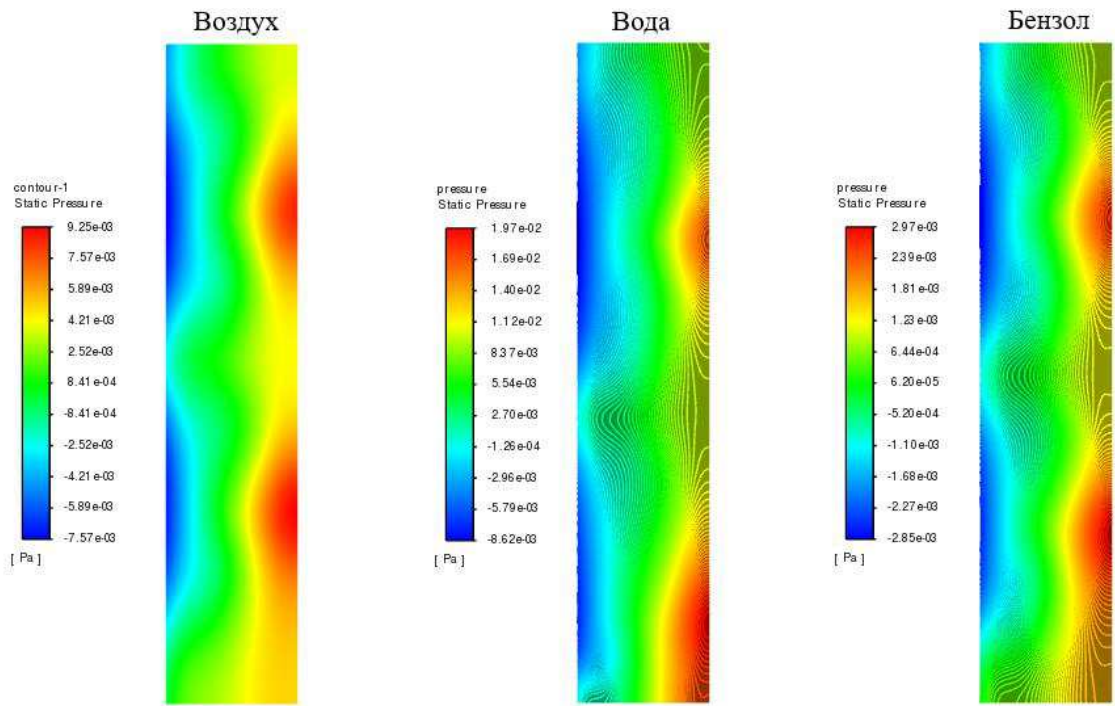 Воздух
contour-1
Static Pressure
9.25e-03
7.57e-03
5.89e-03
4.21e-03
2.52e-03
8.41e-04
-8.41e-04
-2.52e-03
-4.21e-03
-5.89e-03
-7.57e-03
[ Pa ]
Вода
pressure
Static Pressure
1.97e-02
1.69e-02
1.40e-02
1.12e-02
8.37e-03
5.54e-03
2.70e-03
-1.26e-04
-2.96e-03
-5.79e-03
-8.62e-03
[ Pa ]
Бензол
pressure
Static Pressure
2.97e-03
2.39e-03
1.81e-03
1.23e-03
6.44e-04
6.20e-05
-5.20e-04
-1.10e-03
-1.68e-03
-2.27e-03
-2.85e-03
[ Pa ]